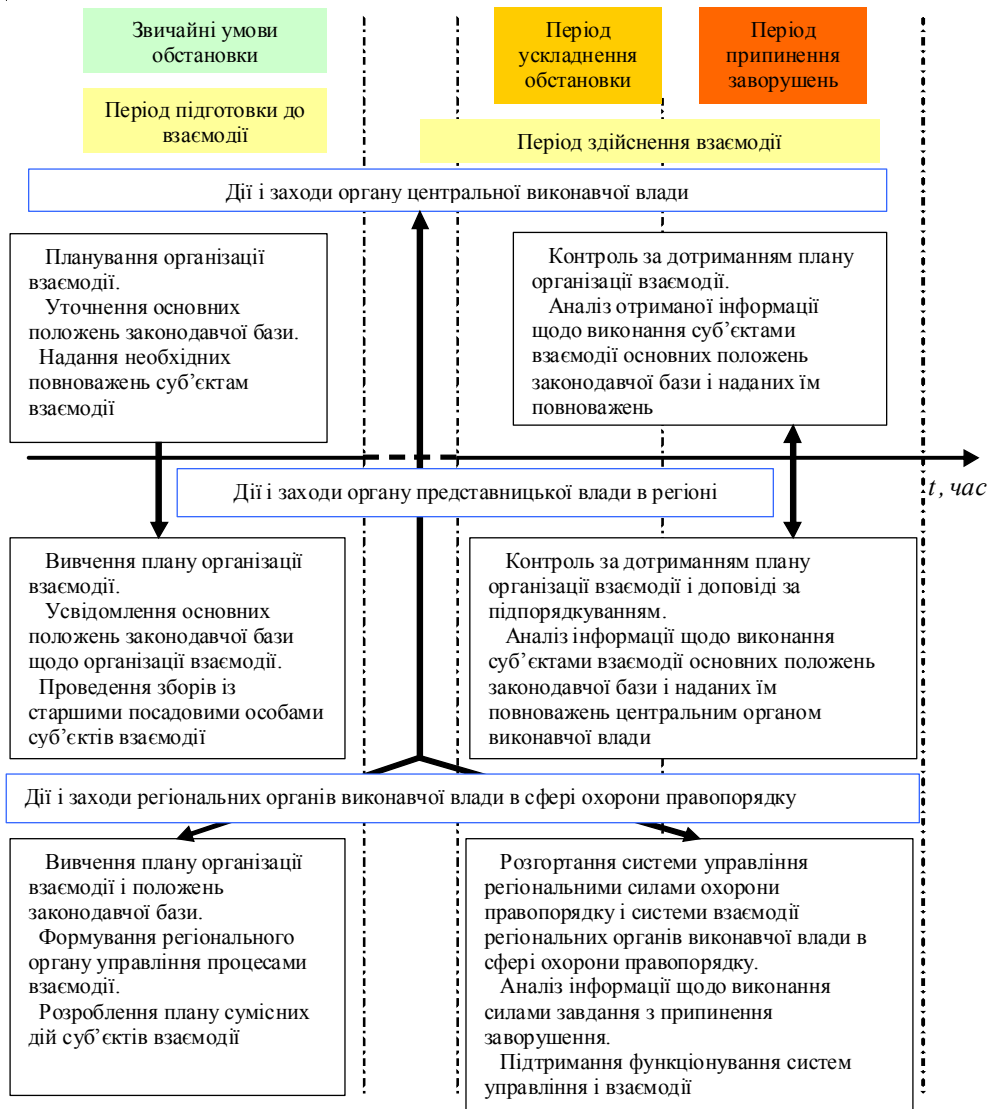 Звичайні умови
обстановки
Період
ускладнення
обстановки
Період
припинення
заворушень
Період підготовки до
взаємодії
Період здійснення взаємодії
Дії і заходи органу центральної виконавчої влади
Планування організації
взаємодії.
Уточнення основних
положень законодавчої бази.
Надання необхідних
повноважень суб’єктам
взаємодії
Контроль за дотриманням плану
організації взаємодії.
Аналіз отриманої інформації
щодо виконання суб’єктами
взаємодії основних положень
законодавчої бази і наданих їм
повноважень
Дії і заходи органу представницької влади в регіоні
t, час
Вивчення плану організації
взаємодії.
Усвідомлення основних
положень законодавчої бази
щодо організації взаємодії.
Проведення зборів із
старшими посадовими особами
суб’єктів взаємодії
Контроль за дотриманням плану
організації взаємодії і доповіді за
підпорядкуванням.
Аналіз інформації щодо виконання
суб’єктами взаємодії основних положень
законодавчої бази і наданих їм
повноважень центральним органом
виконавчої влади
Дії і заходи регіональних органів виконавчої влади в сфері охорони правопорядку
Вивчення плану організації
взаємодії і положень
законодавчої бази.
Формування регіонального
органу управління процесами
взаємодії.
Розроблення плану сумісних
дій суб’єктів взаємодії
Розгортання системи управління
регіональними силами охорони
правопорядку і системи взаємодії
регіональних органів виконавчої влади в
сфері охорони правопорядку.
Аналіз інформації щодо виконання
силами завдання з припинення
заворушення.
Підтримання функціонування систем
управління і взаємодії